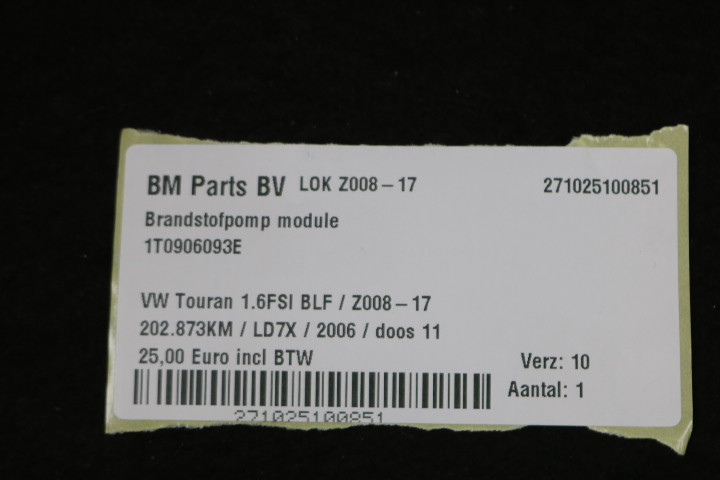 BM Parts BV LOK Z008-17 271025100851
Brandstofpomp module
1T0906093E
VW Touran 1.6FSI BLF / Z008-17
202.873KM / LD7X / 2006 / doos 11
25,00 Euro incl BTW Verz: 10
Aantal: 1
271025100851